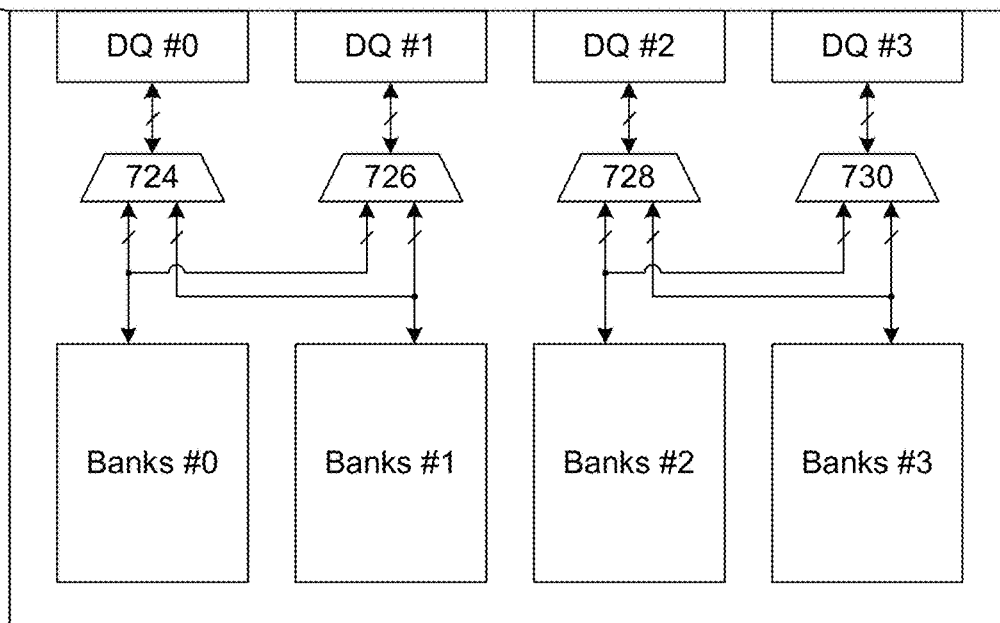 DQ #0
DQ #1
DQ #2
DQ #3
724
726
728
730
Banks #0
Banks #1
Banks #2
Banks #3